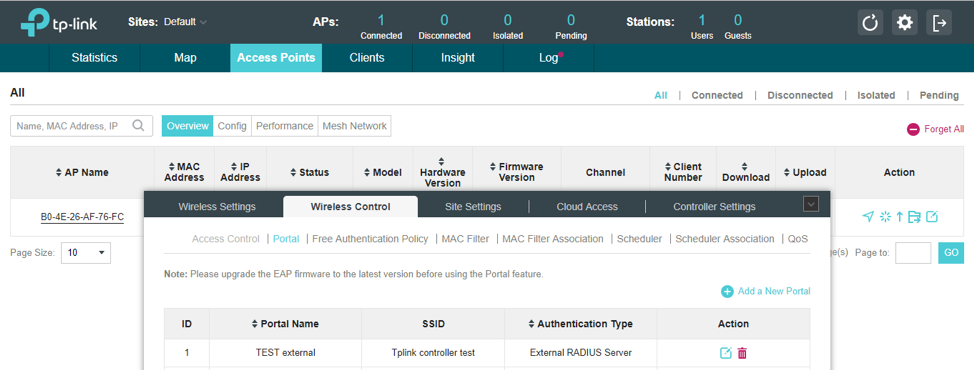 tp-link Sites: Default APs: 1 0 0 0 Stations: 1 0
Connected Disconnected Isolated Pending Users Guests
Statistics Map Access Points Clients Insight Log
All
All | Connected | Disconnected | Isolated | Pending
Name, MAC Address, IP Overview Config Performance Mesh Network
Forget All
AP Name MAC Address IP Address Status Model Hardware Version Firmware Version Channel Client Number Download Upload Action
B0-4E-26-AF-76-FC
Wireless Settings Wireless Control Site Settings Cloud Access Controller Settings
Access Control | Portal | Free Authentication Policy | MAC Filter | MAC Filter Association | Scheduler | Scheduler Association | QoS
Page Size: 10 ge(s) Page to: GO
Note: Please upgrade the EAP firmware to the latest version before using the Portal feature.
Add a New Portal
ID Portal Name SSID Authentication Type Action
1 TEST external Tplink controller test External RADIUS Server